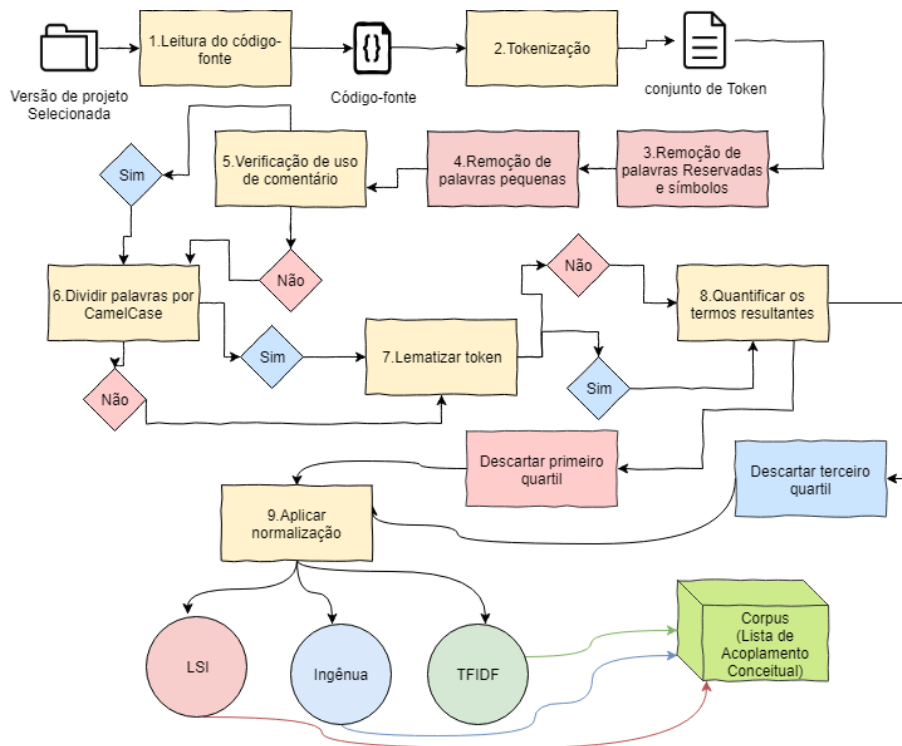 1.Leitura do código-
fonte
2.Tokenização
Versão de projeto
Selecionada
Código-fonte
conjunto de Token
5.Verificação de uso
de comentário
4.Remoção de
palavras pequenas
3.Remoção de
palavras Reservadas
e símbolos
Sim
Não
Não
6.Dividir palavras por
CamelCase
8.Quantificar os
termos resultantes
Sim
7.Lematizar token
Sim
Não
Descartar primeiro
quartil
Descartar terceiro
quartil
9.Aplicar
normalização
LSI
Ingênua
TFIDF
Corpus
(Lista de
Acoplamento
Conceitual)